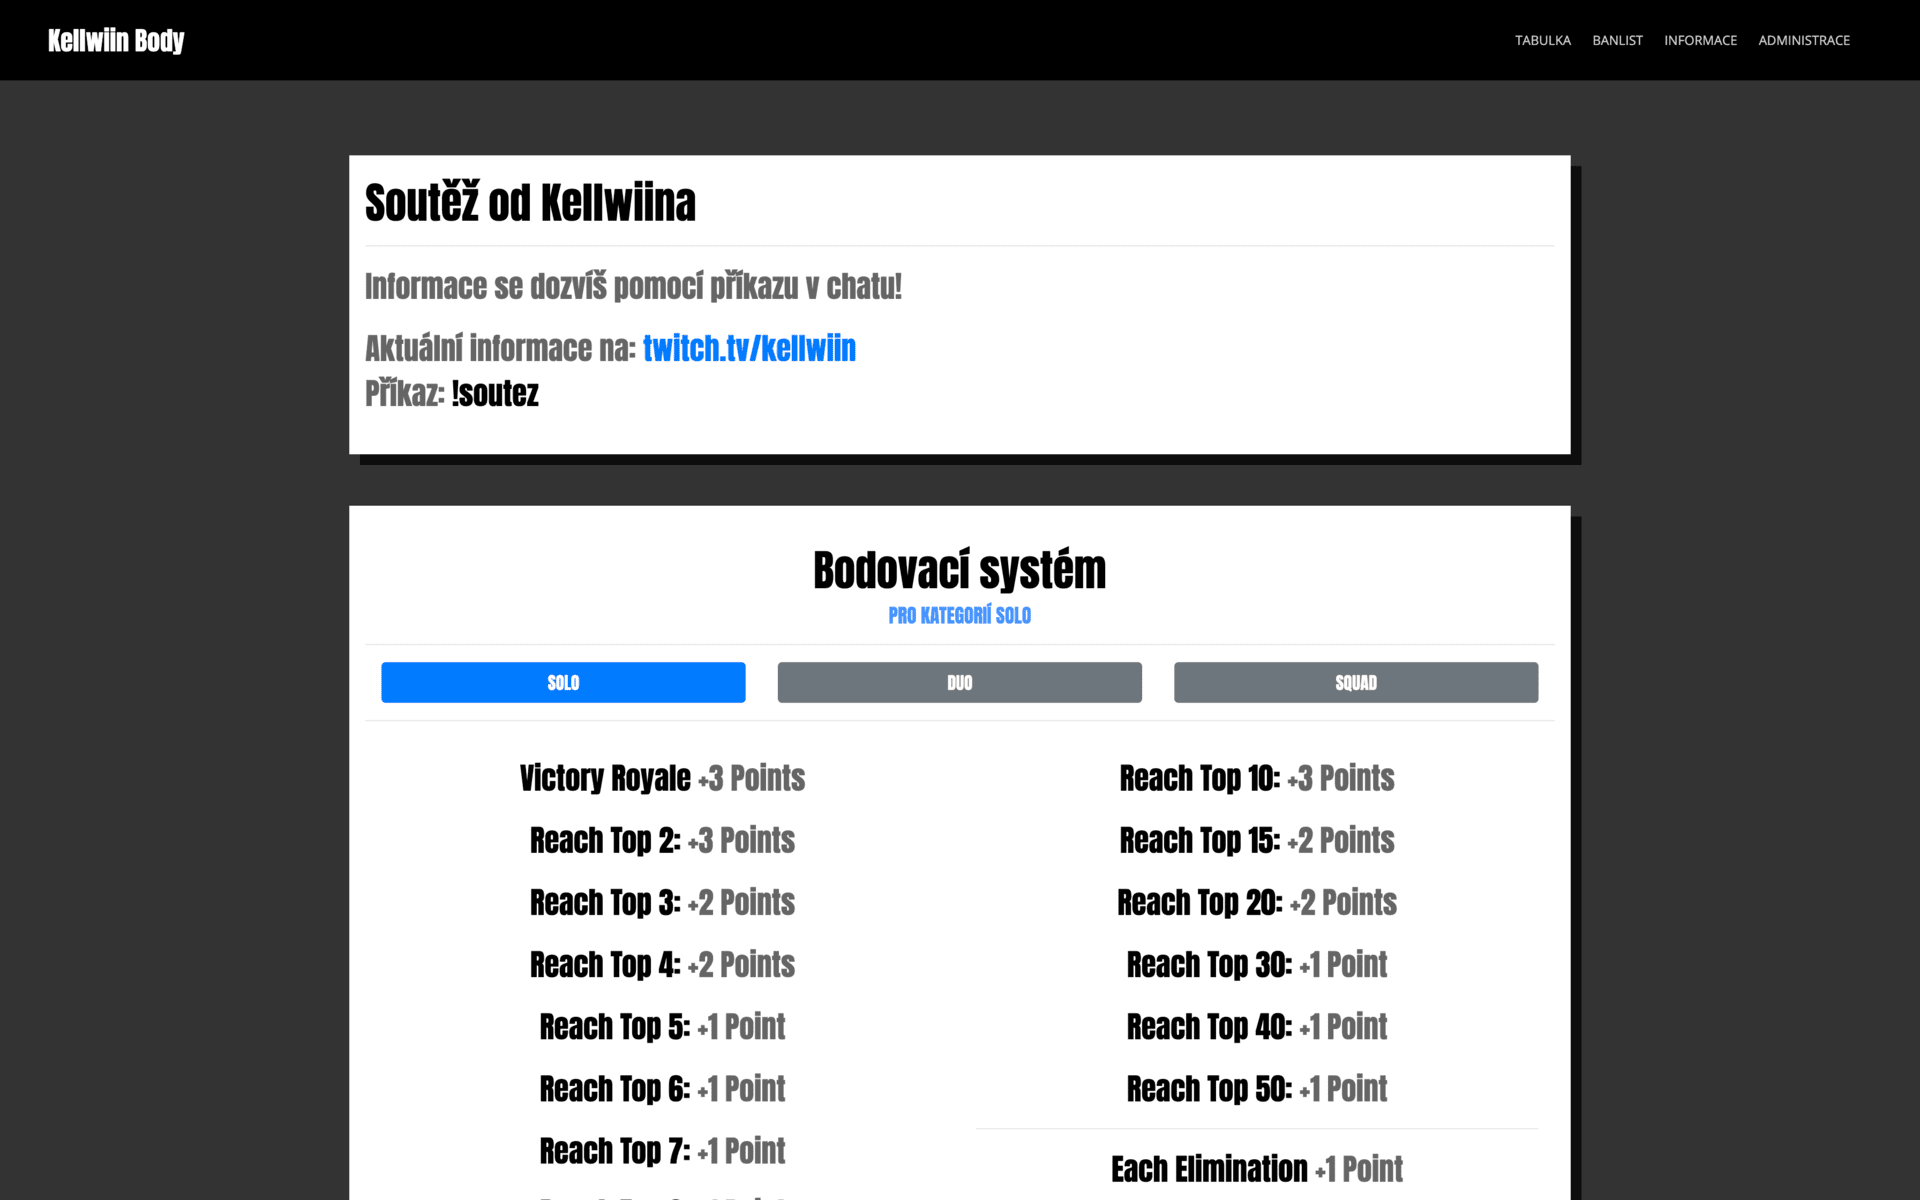 Kellwiin Body
TABULKA BANLIST INFORMACE ADMINISTRACE
Soutěž od Kellwiina
Informace se dozvíš pomocí příkazu v chatu!
Aktuální informace na: twitch.tv/kellwiin
Příkaz: !soutez
Bodovací systém
PRO KATEGORIÍ SOLO
SOLO
DUO
SQUAD
Victory Royale +3 Points
Reach Top 2: +3 Points
Reach Top 3: +2 Points
Reach Top 4: +2 Points
Reach Top 5: +1 Point
Reach Top 6: +1 Point
Reach Top 7: +1 Point
Reach Top 10: +3 Points
Reach Top 15: +2 Points
Reach Top 20: +2 Points
Reach Top 30: +1 Point
Reach Top 40: +1 Point
Reach Top 50: +1 Point
Each Elimination +1 Point